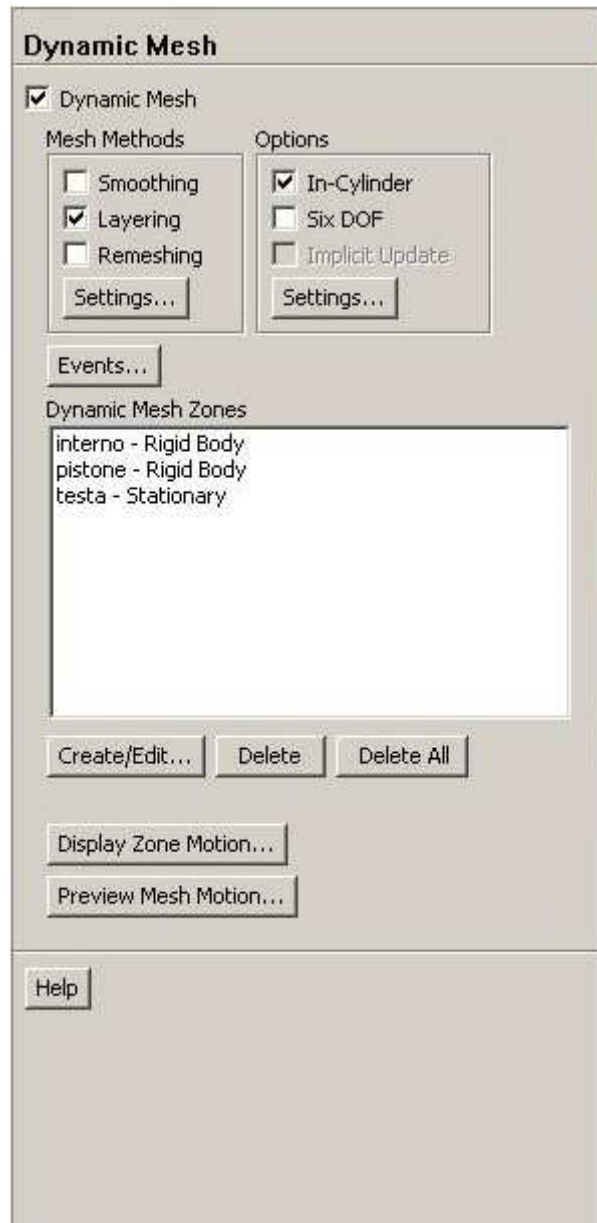 Dynamic Mesh
Dynamic Mesh
Mesh Methods
Smoothing
Layering
Remeshing
Settings...
Options
In-Cylinder
Six DOF
Implicit Update
Settings...
Events...
Dynamic Mesh Zones
interno - Rigid Body
pistone - Rigid Body
testa - Stationary
Create/Edit... Delete Delete All
Display Zone Motion...
Preview Mesh Motion...
Help